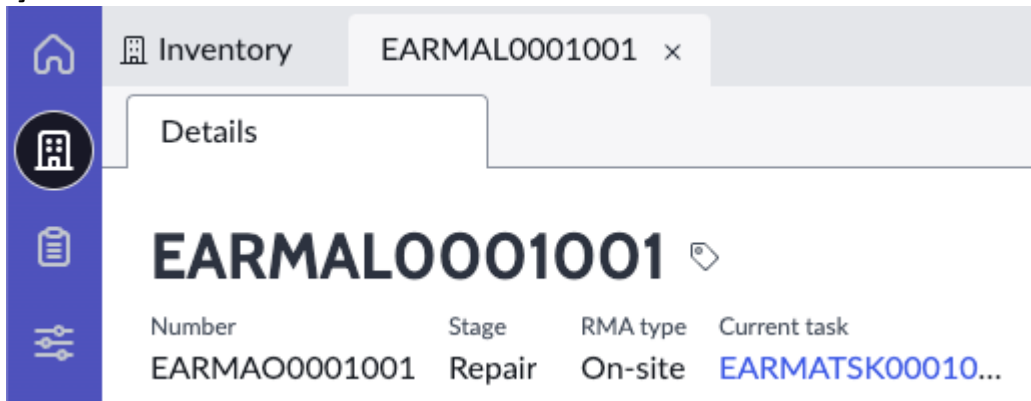 Inventory
EARMAL0001001 ×
Details
EARMAL0001001
Number Stage RMA type Current task
EARMAO0001001 Repair On-site EARMATSK00010...